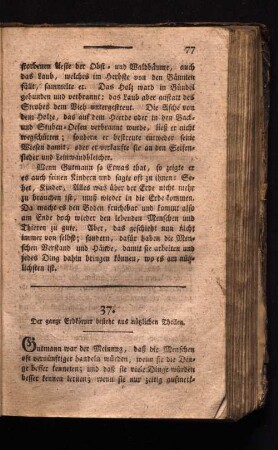 77
storbenen Aeste der Obst- und Waldbäume, auch
das Laub, welches im Herbste von den Bäumen
fällt, sammelte er. Das Holz ward in Bündel
gebunden und verbrannt; das Laub aber anstatt des
Strohes dem Vieh untergestreut. Die Asche von
dem Holze, das auf dem Heerde oder in den Back-
und Stuben-Oefen verbrannt wurde, ließ er nicht
wegschütten; sondern er bestreute entweder seine
Wiesen damit, oder er verkaufte sie an den Seifen-
sieder und Leinwandbleicher.
Wenn Gutmann so Etwas that, so zeigte er
es auch seinen Kindern und sagte oft zu ihnen: Se-
het, Kinder, Alles was über der Erde nicht mehr
zu brauchen ist, muß wieder in die Erde kommen.
Da macht es den Boden fruchtbar und kommt also
am Ende doch wieder den lebenden Menschen und
Thieren zu gute. Aber, das geschieht nun nicht
immer von selbst; sondern, dafür haben die Men-
schen Verstand und Hände, damit sie arbeiten und
jedes Ding dahin bringen können, wo es am nütz-
lichsten ist.
37.
Der ganze Erdkörper besteht aus nützlichen Theilen.
Gutmann war der Meinung, daß die Menschen
oft vernünftiger handeln würden, wenn sie die Din-
ge besser kenneten; und daß sie viele Dinge würden
besser kennen lernen, wenn sie nur zeitig aufmerk-